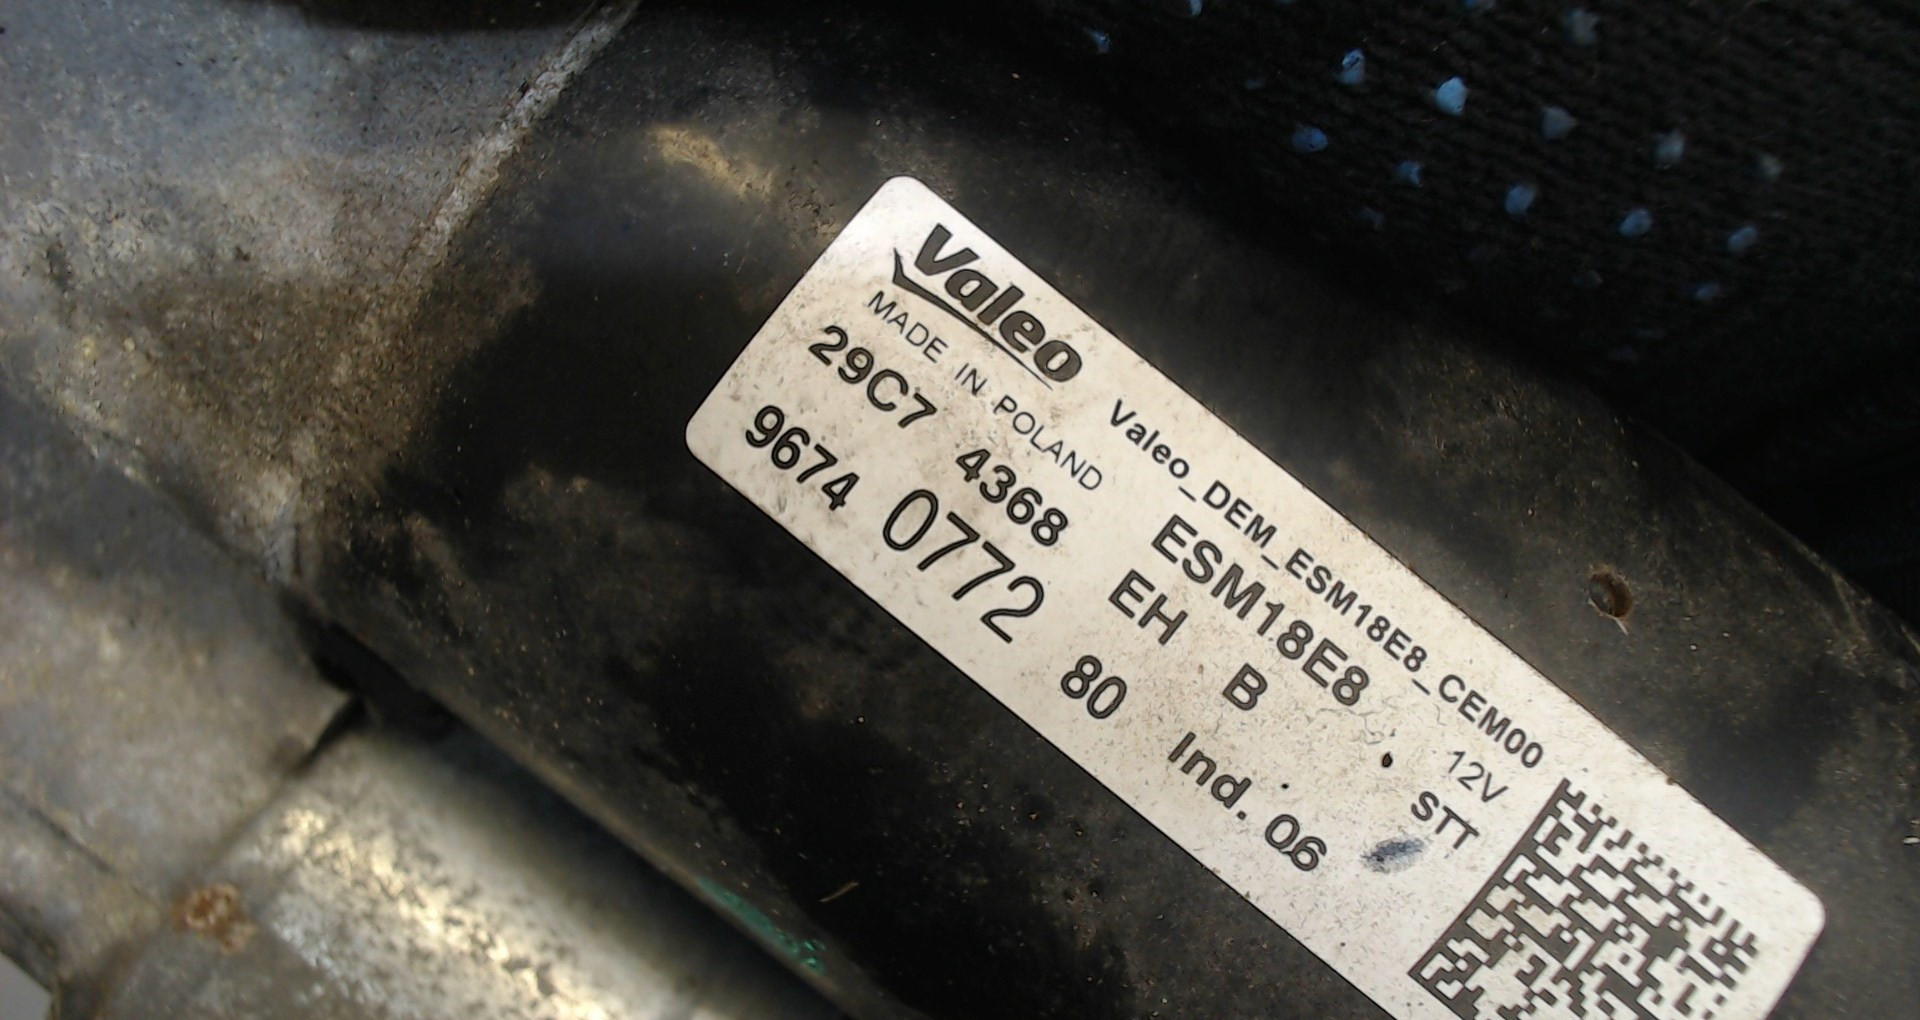 Valeo
Valeo_DEM_ESM18E8_CEM00
MADE IN POLAND
ESM18E8 12V
29C7 4368 EH B STT
9674 0772 80 Ind. 06